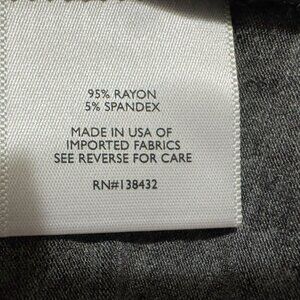 95% RAYON
5% SPANDEX
MADE IN USA OF
IMPORTED FABRICS
SEE REVERSE FOR CARE
RN#138432